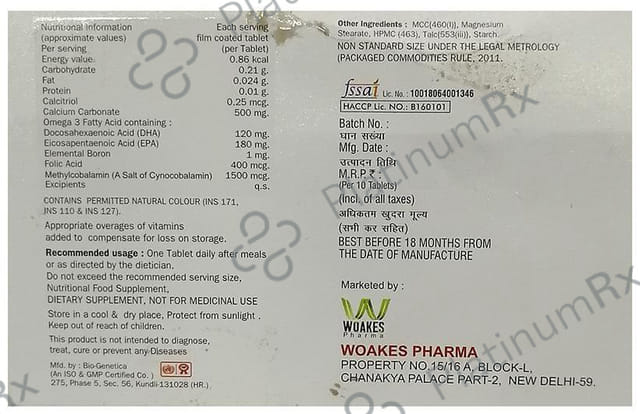 Nutritional Information Each serving
(approximate values) film coated tablet
Per serving (per Tablet)
Energy value. 0.86 kcal
Carbohydrate 0.21 g.
Fat 0.024 g.
Protein 0.01 g.
Calcitriol 0.25 mcg.
Calcium Carbonate 500 mg.
Omega 3 Fatty Acid containing :
Docosahexaenoic Acid (DHA) 120 mg.
Eicosapentaenoic Acid (EPA) 180 mg.
Elemental Boron 1 mg.
Folic Acid 400 mcg.
Methylcobalamin (A Salt of Cynocobalamin) 1500 mcg.
Excipients q.s.
CONTAINS PERMITTED NATURAL COLOUR (INS 171,
INS 110 & INS 127).
Appropriate overages of vitamins
added to compensate for loss on storage.
Recommended usage : One Tablet daily after meals
or as directed by the dietician.
Do not exceed the recommended serving size,
Nutritional Food Supplement,
DIETARY SUPPLEMENT, NOT FOR MEDICINAL USE
Store in a cool & dry place, Protect from sunlight .
Keep out of reach of children.
This product is not intended to diagnose,
treat, cure or prevent any Diseases
Mfd. by : Bio-Genetica
(An ISO & GMP Certified Co. )
275, Phase 5, Sec. 56, Kundli-131028 (HR.)
Other Ingredients : MCC(460(I)), Magnesium
Stearate, HPMC (463), Talc(553(iii)), Starch.
NON STANDARD SIZE UNDER THE LEGAL METROLOGY
(PACKAGED COMMODITIES RULE, 2011.
fssai Lic. No. : 10018064001346
HACCP Lic. NO.: B160101
Batch No. :
घान सख्या
Mfg. Date :
उत्पादन तिथि
M.R.P. ₹ :
(Per 10 Tablets)
(Incl. of all taxes)
अधिकतम खुदरा मूल्य
(सभी कर सहित)
BEST BEFORE 18 MONTHS FROM
THE DATE OF MANUFACTURE
Marketed by :
WOAKES
Pharma
WOAKES PHARMA
PROPERTY NO.15/16 A, BLOCK-L,
CHANAKYA PALACE PART-2, NEW DELHI-59.
PlatinumRx
PlatinumRx
PlatinumRx